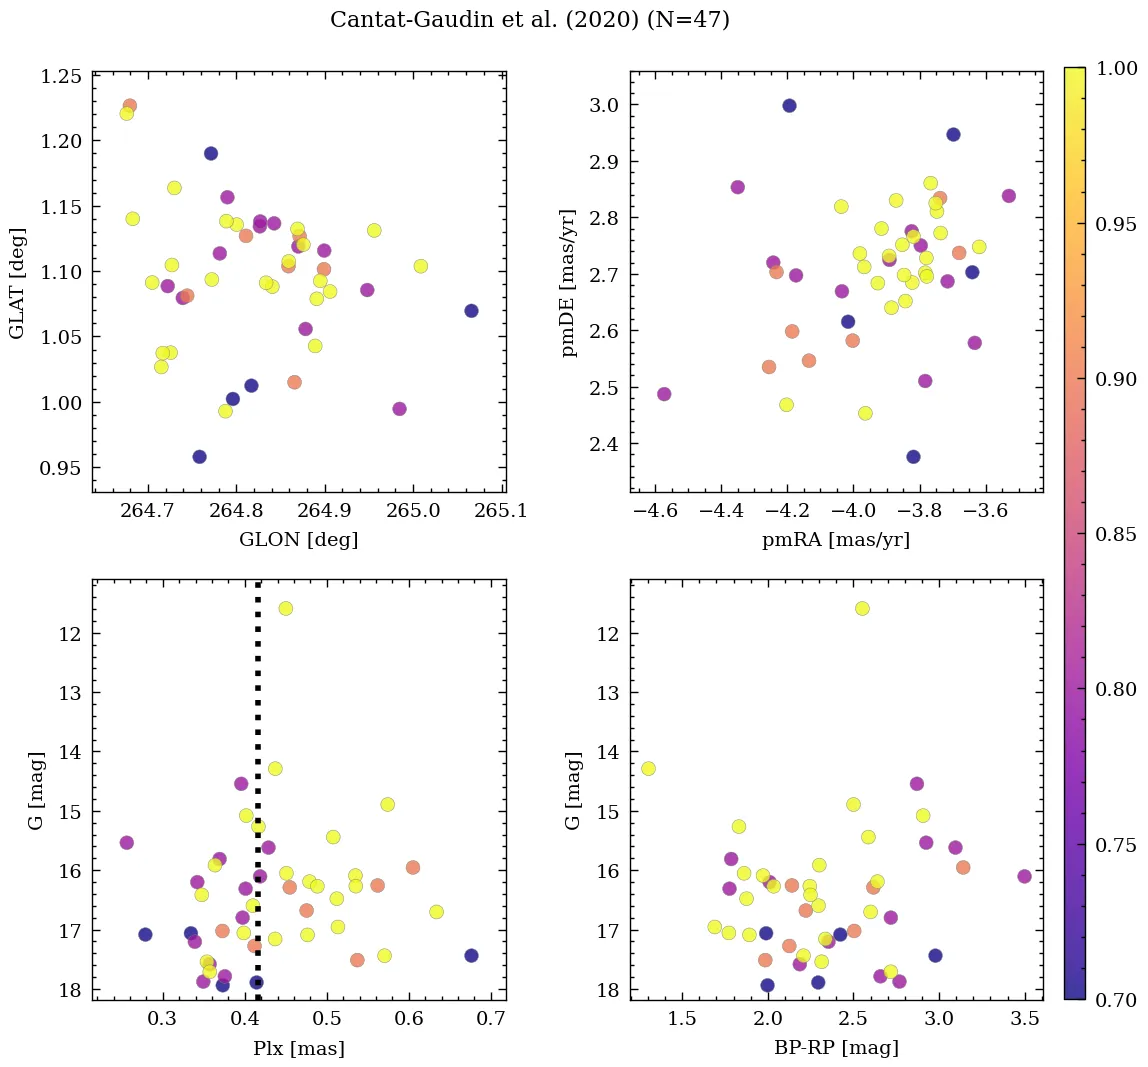 Cantat-Gaudin et al. (2020) (N=47)
1.25
1.20
1.15
1.10
1.05
1.00
0.95
GLAT [deg]
264.7 264.8 264.9 265.0 265.1
GLON [deg]
3.0
2.9
2.8
2.7
2.6
2.5
2.4
pmDE [mas/yr]
−4.6 −4.4 −4.2 −4.0 −3.8 −3.6
pmRA [mas/yr]
12
13
14
15
16
17
18
G [mag]
0.3 0.4 0.5 0.6 0.7
Plx [mas]
12
13
14
15
16
17
18
G [mag]
1.5 2.0 2.5 3.0 3.5
BP-RP [mag]
1.00
0.95
0.90
0.85
0.80
0.75
0.70